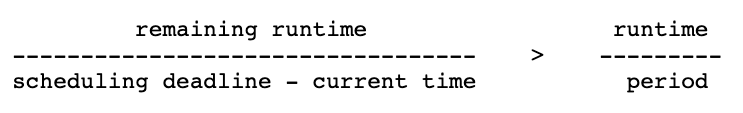 remaining runtime                        runtime
----------------------------------    >    ---------
scheduling deadline - current time        period